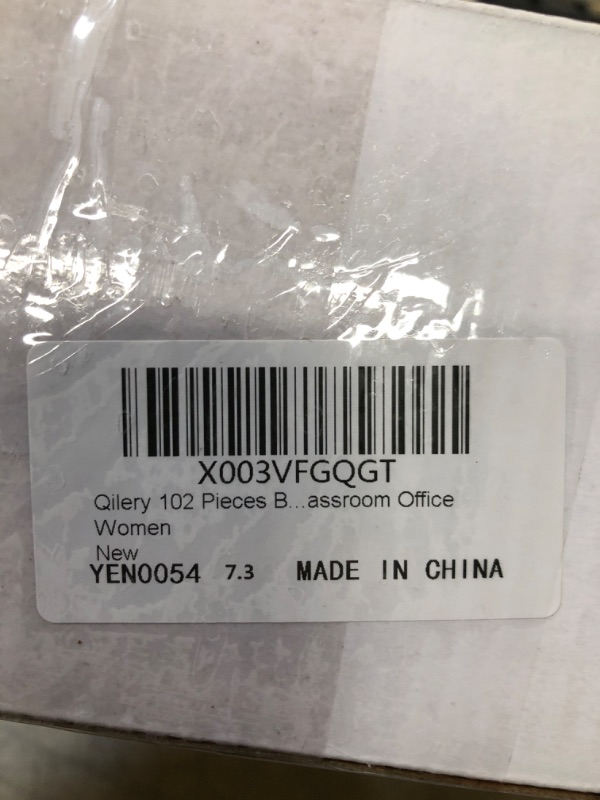 X003VFGQGT
Qilery 102 Pieces B...assroom Office
Women
New
YEN0054 7.3 MADE IN CHINA